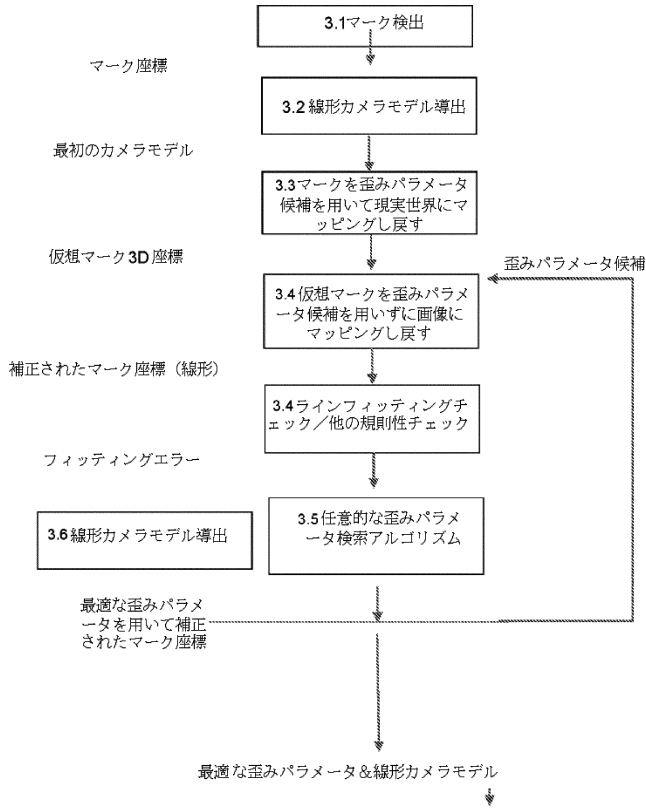 3.1マーク検出
マーク座標
3.2線形カメラモデル導出
最初のカメラモデル
3.3マークを歪みパラメータ
候補を用いて現実世界にマ
ッピングし戻す
仮想マーク3D座標
歪みパラメータ候補
3.4仮想マークを歪みパラメ
ータ候補を用いずに画像に
マッピングし戻す
補正されたマーク座標（線形）
3.4ラインフィッティングチ
ェック／他の規則性チェック
フィッティングエラー
3.5任意的な歪みパラメ
ータ検索アルゴリズム
3.6線形カメラモデル導出
最適な歪みパラメ
ータを用いて補正
されたマーク座標
最適な歪みパラメータ＆線形カメラモデル